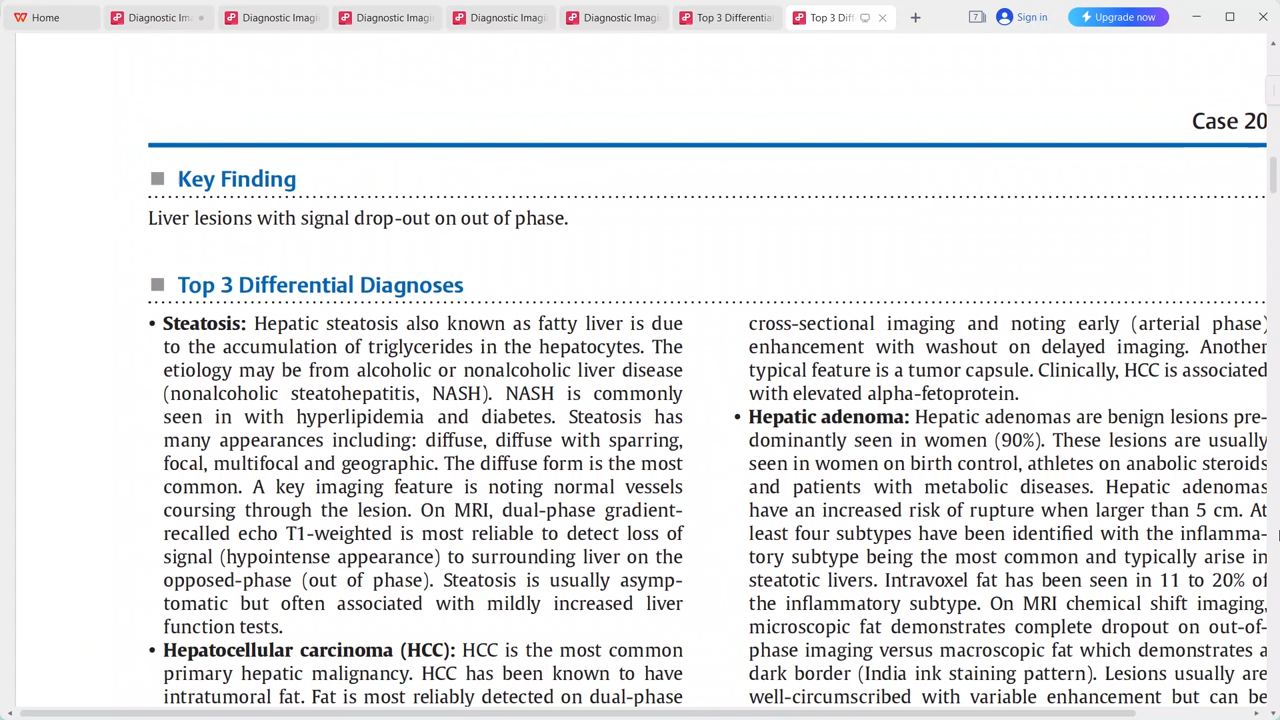 Home
Diagnostic Ima
Diagnostic Imagi
Diagnostic Imagi
Diagnostic Imagi
Diagnostic Imagi
Top 3 Differential
Top 3 Diff
7
Sign in
Upgrade now
Case 20
Key Finding
Liver lesions with signal drop-out on out of phase.
Top 3 Differential Diagnoses
• Steatosis: Hepatic steatosis also known as fatty liver is due
to the accumulation of triglycerides in the hepatocytes. The
etiology may be from alcoholic or nonalcoholic liver disease
(nonalcoholic steatohepatitis, NASH). NASH is commonly
seen in with hyperlipidemia and diabetes. Steatosis has
many appearances including: diffuse, diffuse with sparring,
focal, multifocal and geographic. The diffuse form is the most
common. A key imaging feature is noting normal vessels
coursing through the lesion. On MRI, dual-phase gradient-
recalled echo T1-weighted is most reliable to detect loss of
signal (hypointense appearance) to surrounding liver on the
opposed-phase (out of phase). Steatosis is usually asymp-
tomatic but often associated with mildly increased liver
function tests.
• Hepatocellular carcinoma (HCC): HCC is the most common
primary hepatic malignancy. HCC has been known to have
intratumoral fat. Fat is most reliably detected on dual-phase
cross-sectional imaging and noting early (arterial phase)
enhancement with washout on delayed imaging. Another
typical feature is a tumor capsule. Clinically, HCC is associated
with elevated alpha-fetoprotein.
• Hepatic adenoma: Hepatic adenomas are benign lesions pre-
dominantly seen in women (90%). These lesions are usually
seen in women on birth control, athletes on anabolic steroids
and patients with metabolic diseases. Hepatic adenomas
have an increased risk of rupture when larger than 5 cm. At
least four subtypes have been identified with the inflamma-
tory subtype being the most common and typically arise in
steatotic livers. Intravoxel fat has been seen in 11 to 20% of
the inflammatory subtype. On MRI chemical shift imaging,
microscopic fat demonstrates complete dropout on out-of-
phase imaging versus macroscopic fat which demonstrates a
dark border (India ink staining pattern). Lesions usually are
well-circumscribed with variable enhancement but can be